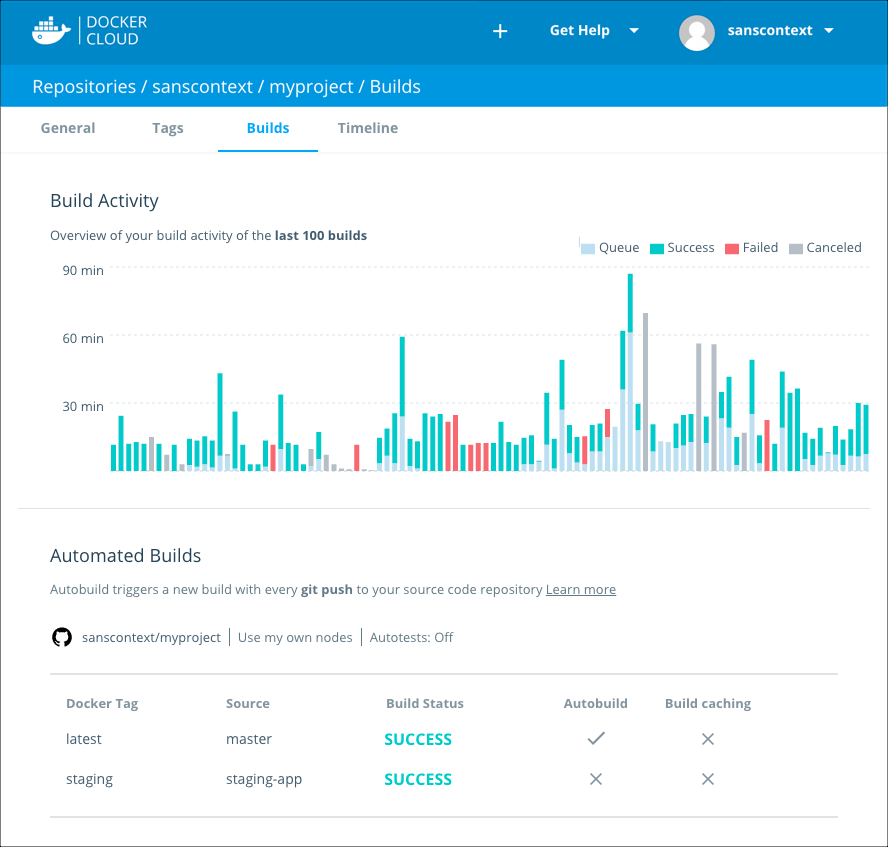 DOCKER
CLOUD
+ Get Help sanscontext
Repositories / sanscontext / myproject / Builds
General Tags Builds Timeline
Build Activity
Overview of your build activity of the last 100 builds
Queue Success Failed Canceled
90 min
60 min
30 min
Automated Builds
Autobuild triggers a new build with every git push to your source code repository Learn more
sanscontext/myproject | Use my own nodes | Autotests: Off
Docker Tag Source Build Status Autobuild Build caching
latest master SUCCESS
staging staging-app SUCCESS